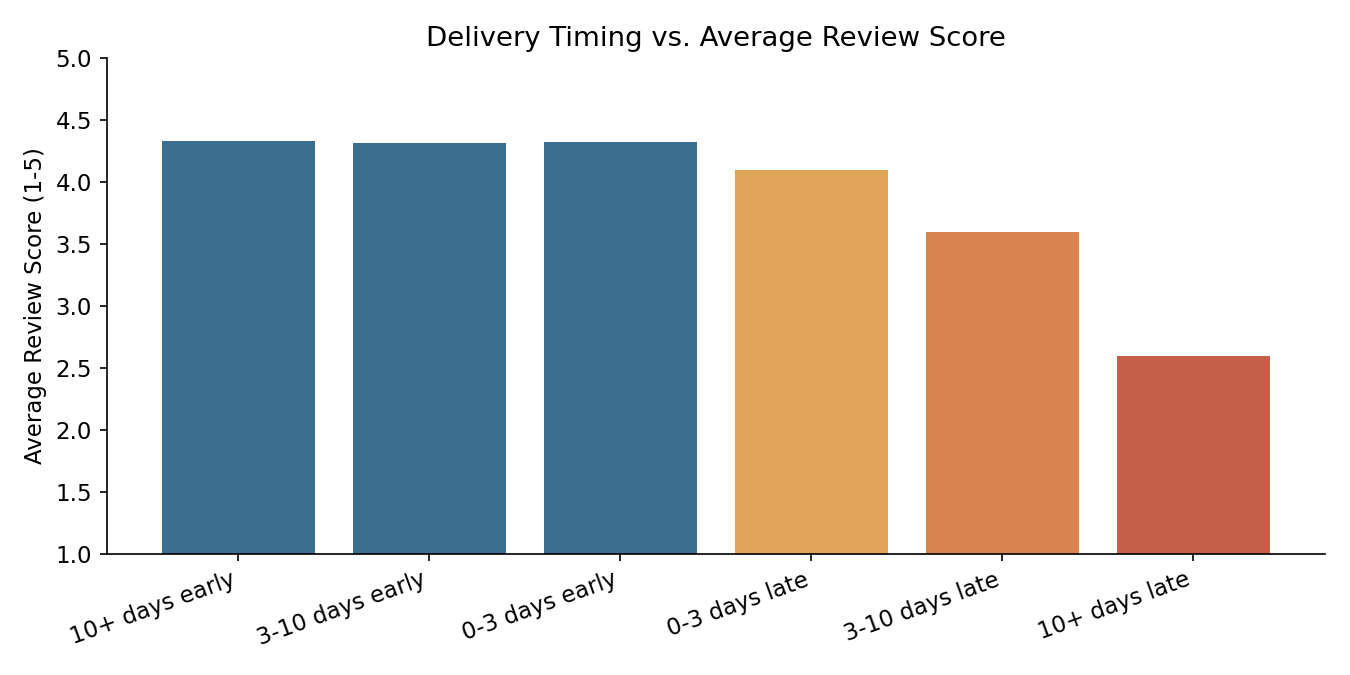 Delivery Timing vs. Average Review Score
Average Review Score (1-5)
5.0
4.5
4.0
3.5
3.0
2.5
2.0
1.5
1.0
10+ days early
3-10 days early
0-3 days early
0-3 days late
3-10 days late
10+ days late